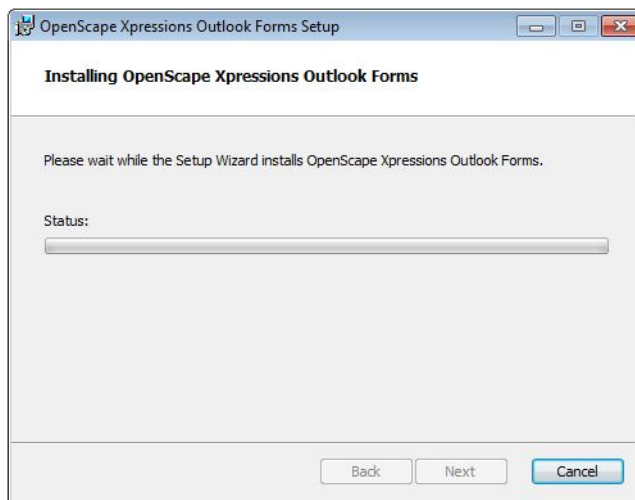 OpenScape Xpressions Outlook Forms Setup
Installing OpenScape Xpressions Outlook Forms
Please wait while the Setup Wizard installs OpenScape Xpressions Outlook Forms.
Status:
Back Next Cancel